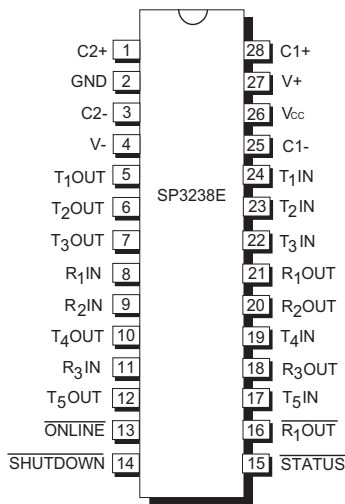 C2+ 1 28 C1+
GND 2 27 V+
C2- 3 26 Vcc
V- 4 25 C1-
T1OUT 5 24 T1IN
T2OUT 6 SP3238E 23 T2IN
T3OUT 7 22 T3IN
R1IN 8 21 R1OUT
R2IN 9 20 R2OUT
T4OUT 10 19 T4IN
R3IN 11 18 R3OUT
T5OUT 12 17 T5IN
ONLINE 13 16 R1OUT
SHUTDOWN 14 15 STATUS